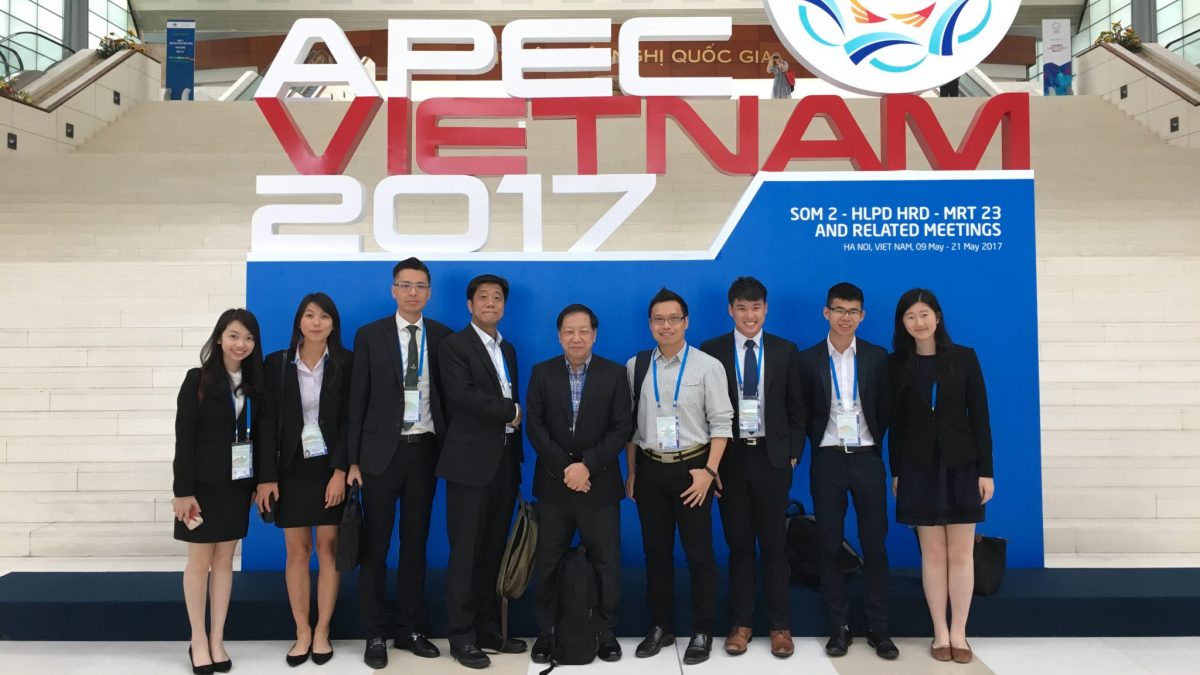 APEC
NGHỊ QUỐC GIA
VIETNAM
2017
SOM 2 - HLPD HRD - MRT 23
AND RELATED MEETINGS
HA NOI, VIET NAM, 09 May - 21 May 2017